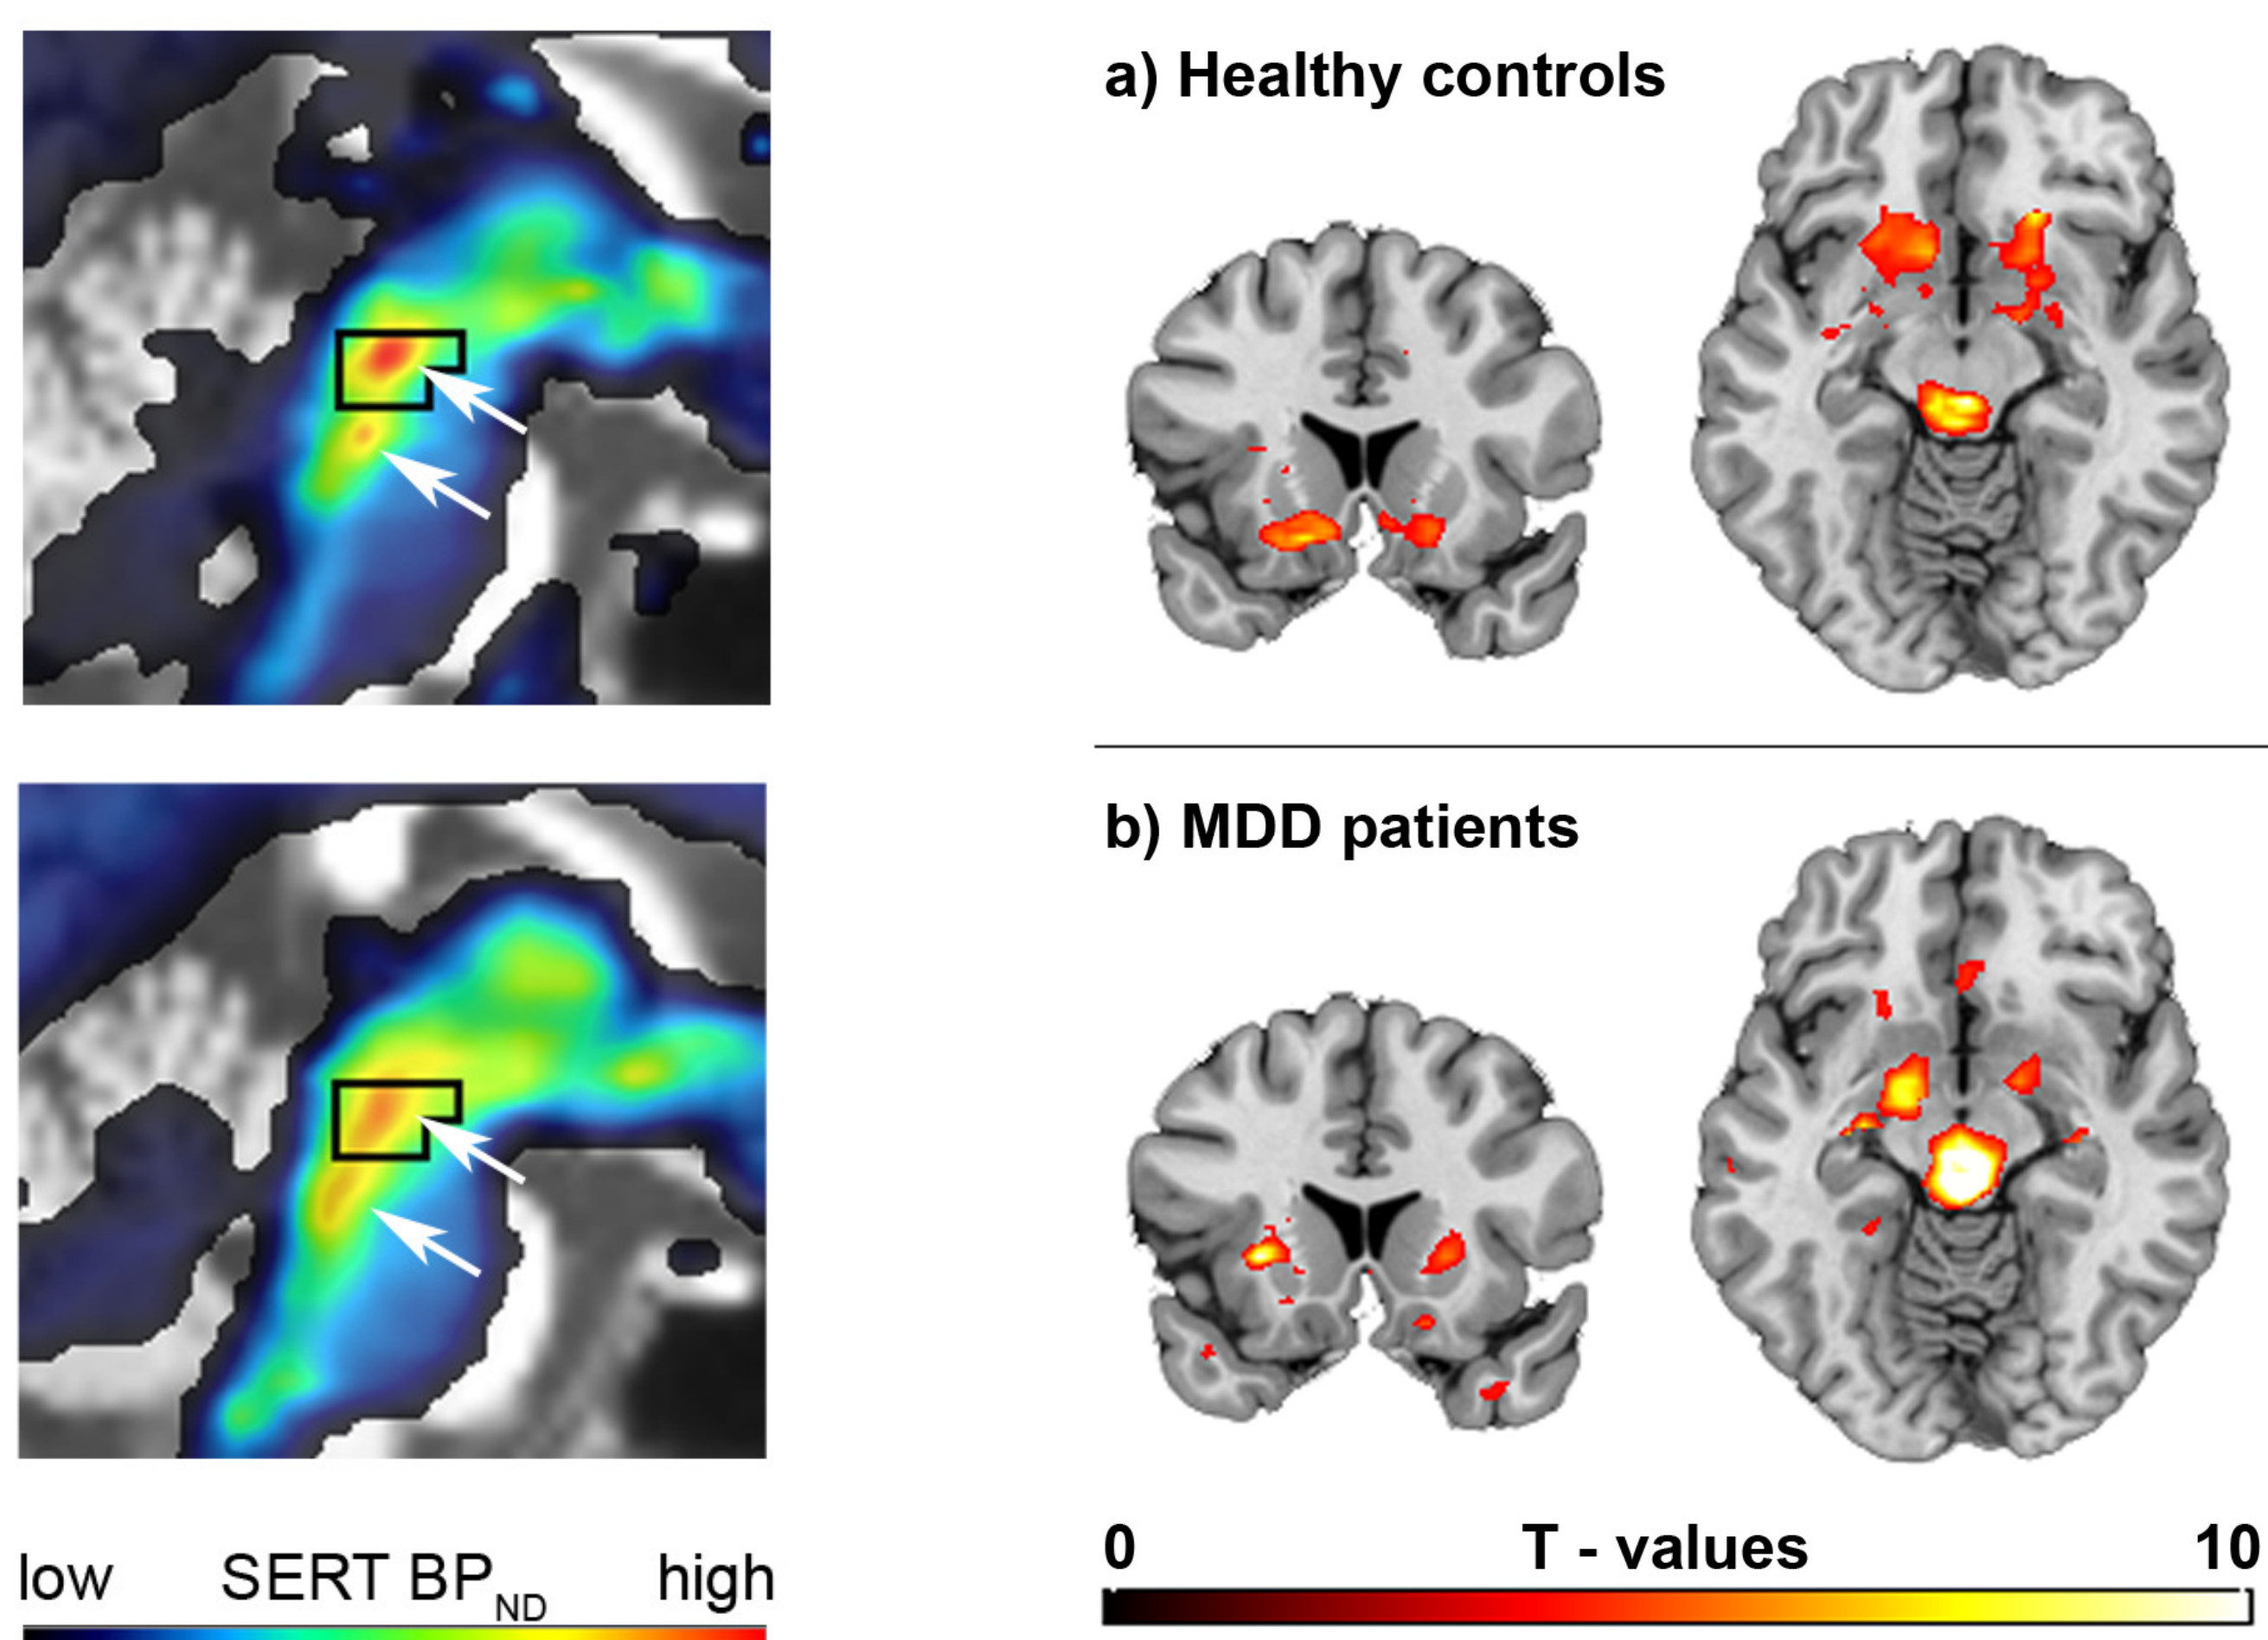 a) Healthy controls
b) MDD patients
low SERT BPND high
0 T - values 10